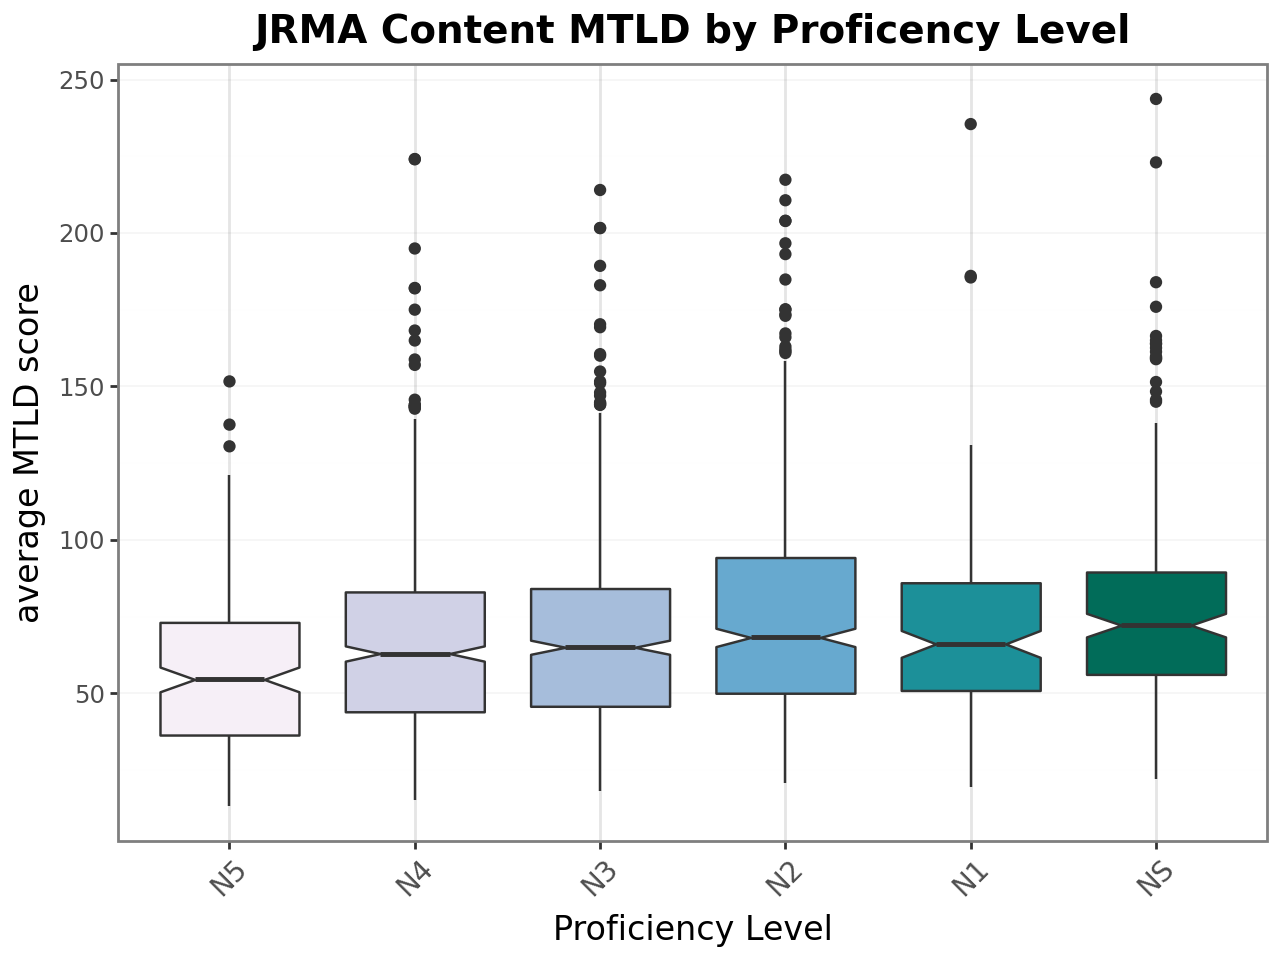 JRMA Content MTLD by Proficency Level
250
200
150
100
50
average MTLD score
N5
N4
N3
N2
N1
NS
Proficiency Level